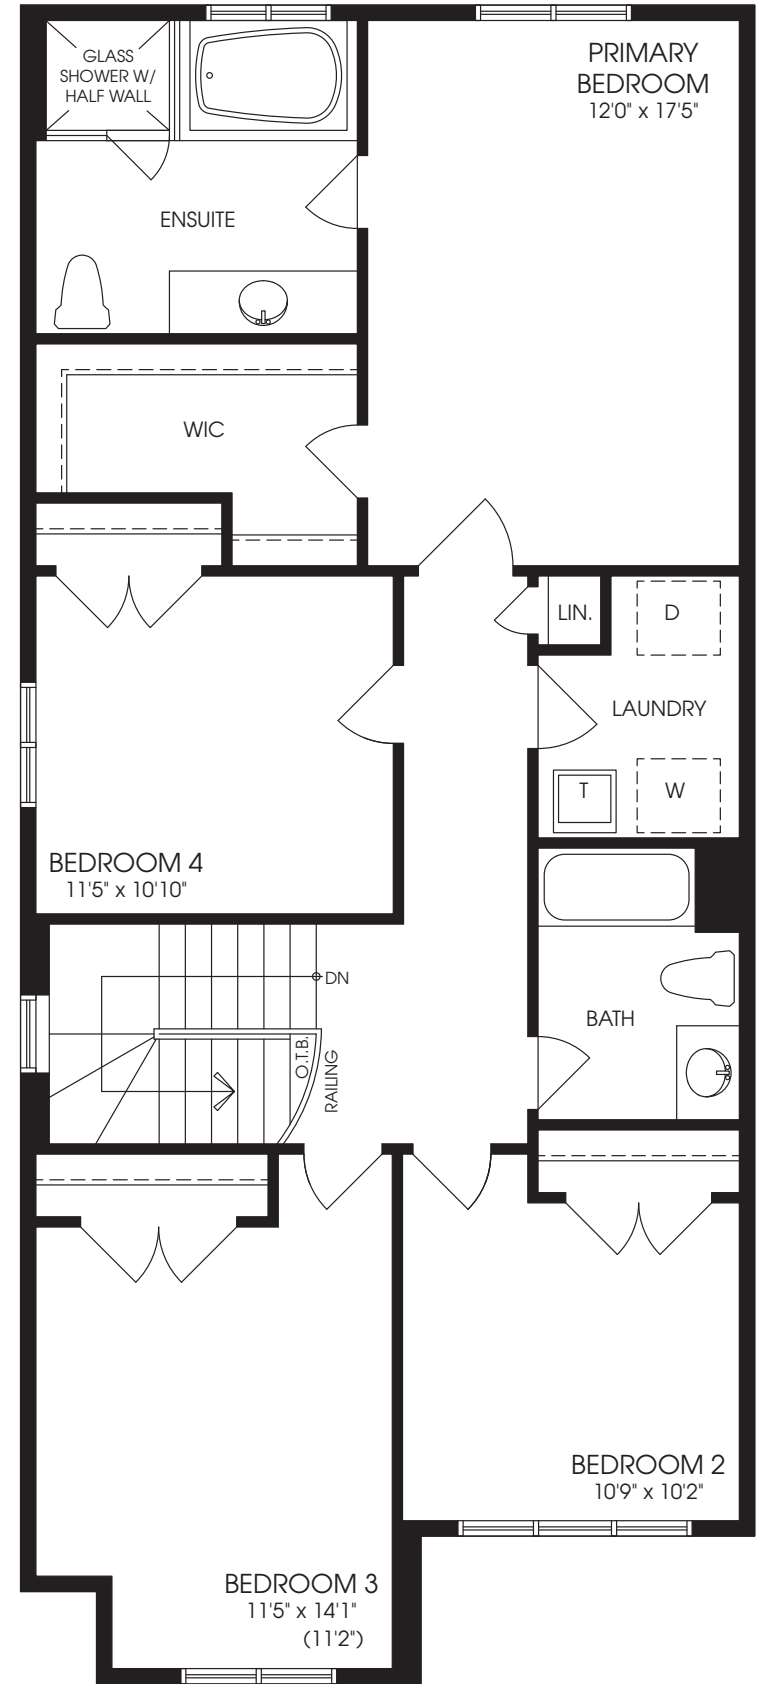 GLASS
SHOWER W/
HALF WALL
PRIMARY
BEDROOM
12'0" x 17'5"
ENSUITE
WIC
LIN.
D
LAUNDRY
T
W
BEDROOM 4
11'5" x 10'10"
DN
BATH
O.T.B.
RAILING
BEDROOM 2
10'9" x 10'2"
BEDROOM 3
11'5" x 14'1"
(11'2")